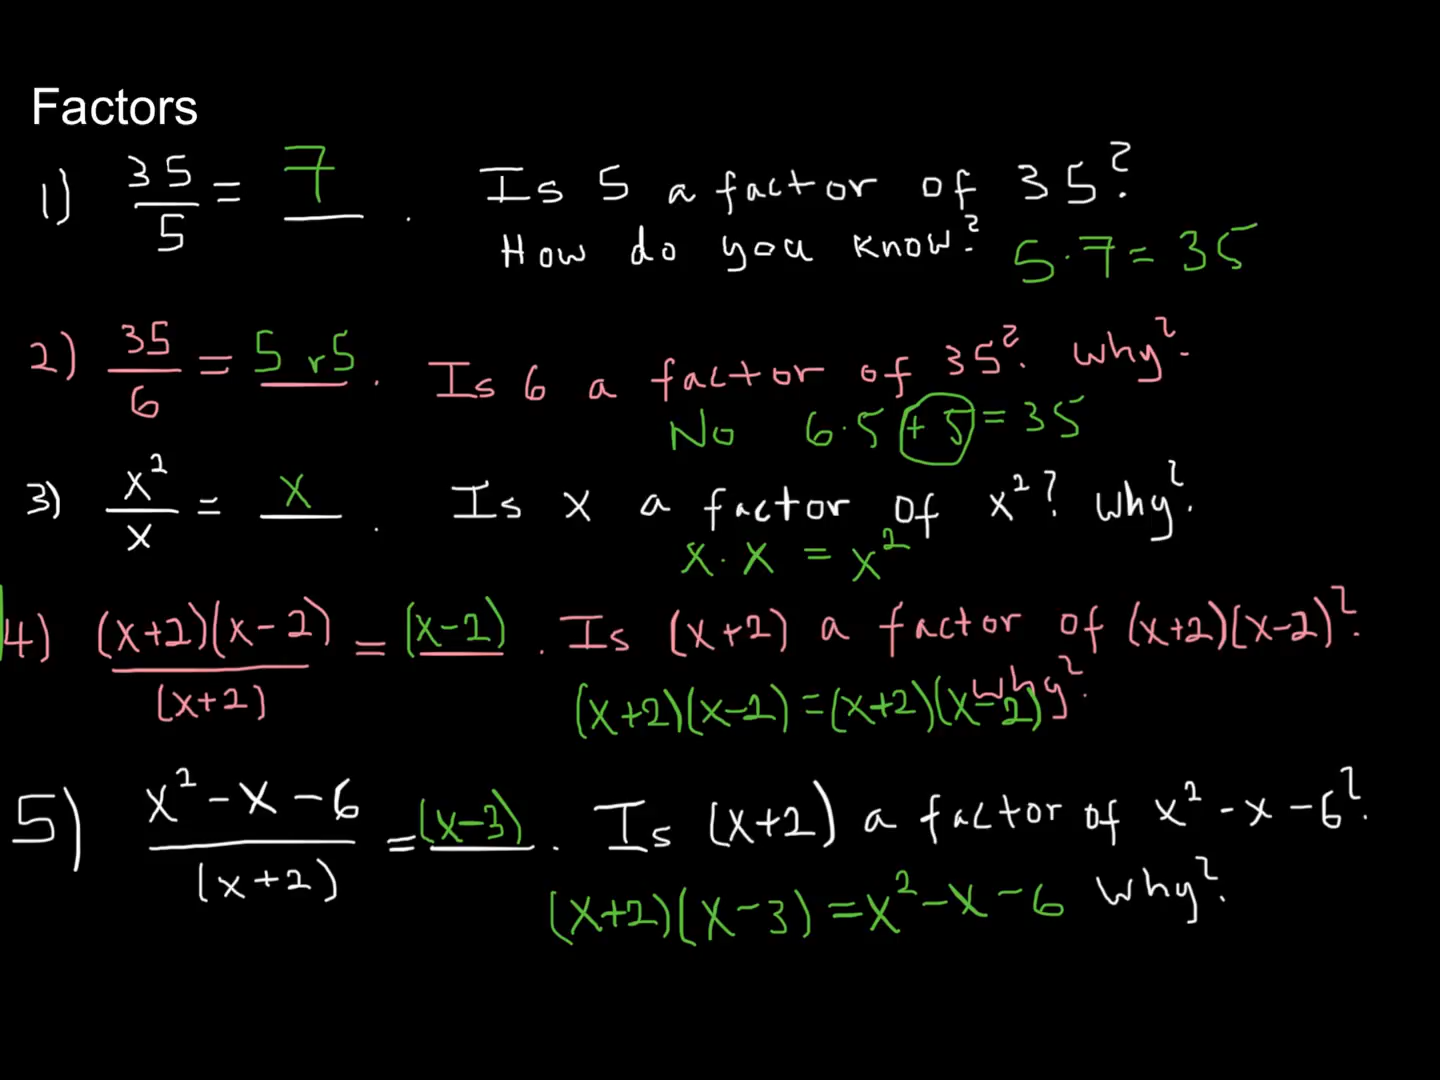 Factors
1) 35/5 = 7 . Is 5 a factor of 35?
How do you know? 5·7 = 35
2) 35/6 = 5 r5 . Is 6 a factor of 35? Why?
No 6·5 + 5 = 35
3) x²/x = x . Is x a factor of x²? Why?
x·x = x²
4) (x+2)(x-2)/(x+2) = (x-2) . Is (x+2) a factor of (x+2)(x-2)?
Why?
(x+2)(x-2) = (x+2)(x-2)
5) x²-x-6/(x+2) = (x-3) . Is (x+2) a factor of x²-x-6?
(x+2)(x-3) = x²-x-6 Why?